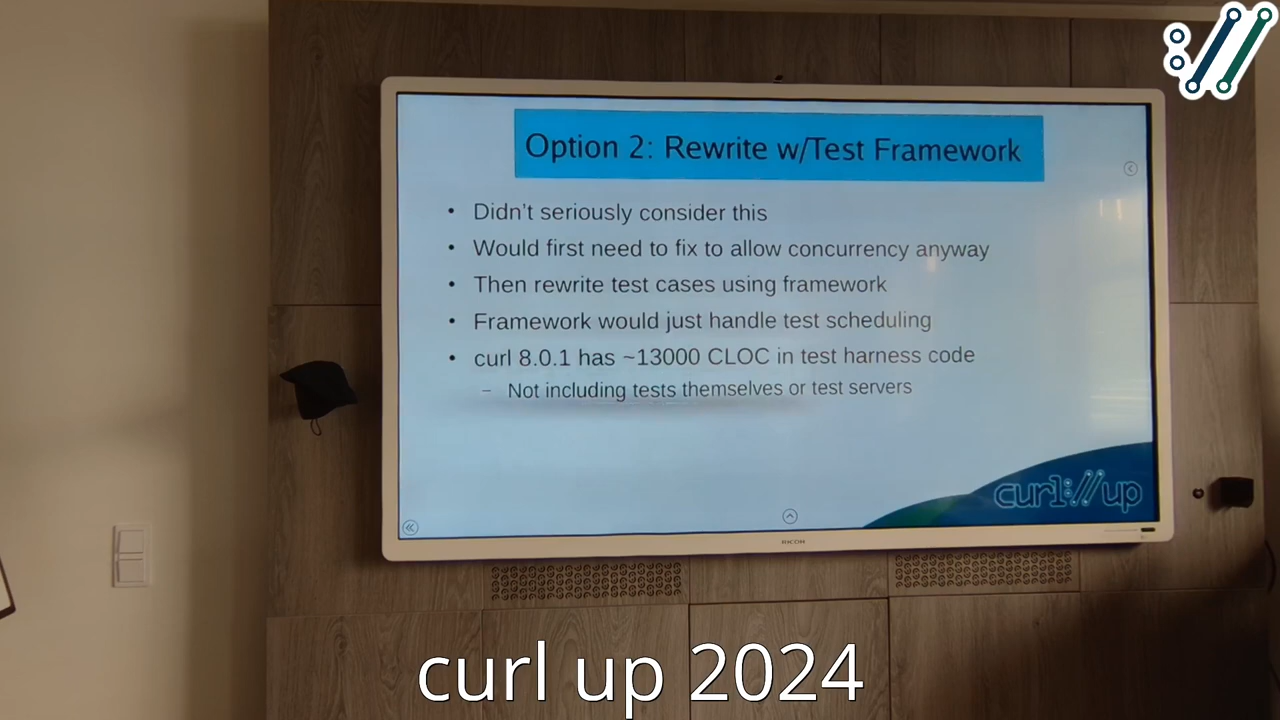 Option 2: Rewrite w/Test Framework
• Didn't seriously consider this
• Would first need to fix to allow concurrency anyway
• Then rewrite test cases using framework
• Framework would just handle test scheduling
• curl 8.0.1 has ~13000 CLOC in test harness code
– Not including tests themselves or test servers
curl:// up
RICOH
curl up 2024